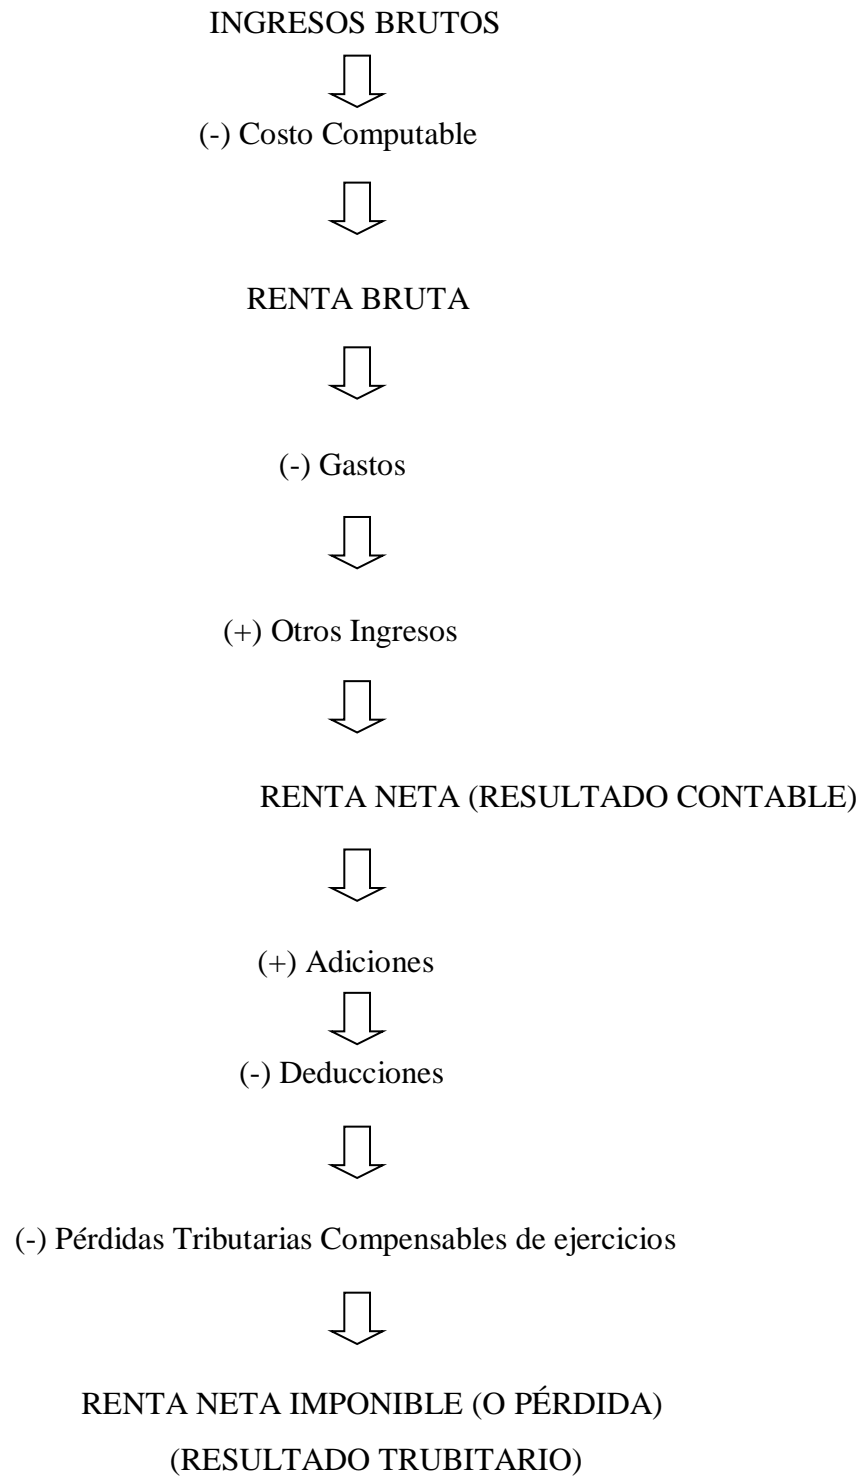 INGRESOS BRUTOS
(-) Costo Computable
RENTA BRUTA
(-) Gastos
(+) Otros Ingresos
RENTA NETA (RESULTADO CONTABLE)
(+) Adiciones
(-) Deducciones
(-) Pérdidas Tributarias Compensables de ejercicios
RENTA NETA IMPONIBLE (O PÉRDIDA)
(RESULTADO TRUBITARIO)